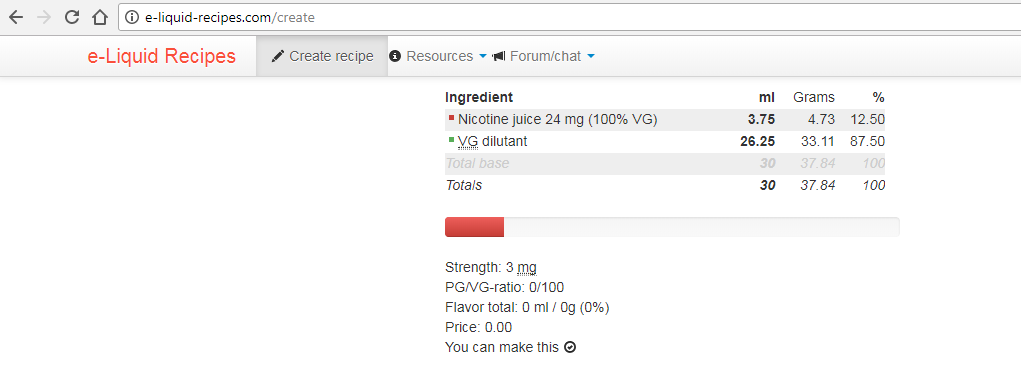 e-liquid-recipes.com/create
e-Liquid Recipes Create recipe Resources Forum/chat
Ingredient ml Grams %
Nicotine juice 24 mg (100% VG) 3.75 4.73 12.50
VG dilutant 26.25 33.11 87.50
Total base 30 37.84 100
Totals 30 37.84 100
Strength: 3 mg
PG/VG-ratio: 0/100
Flavor total: 0 ml / 0g (0%)
Price: 0.00
You can make this